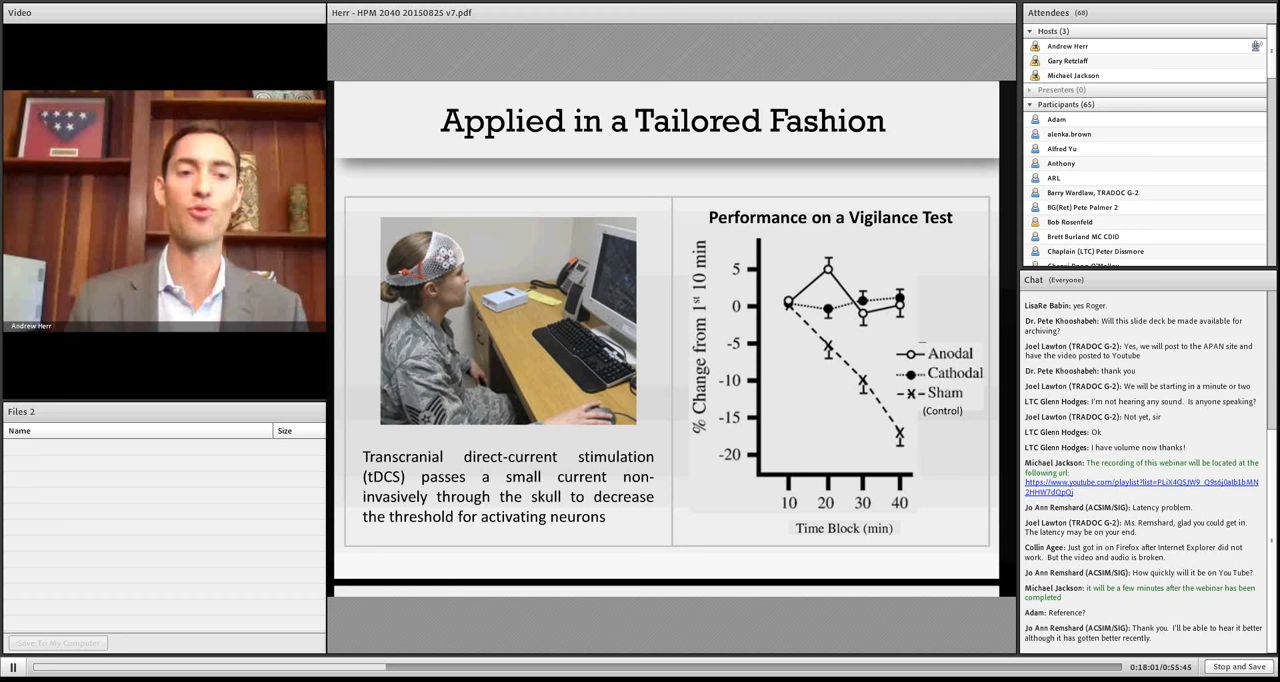 Video
Andrew Herr
Files 2
Name Size
Save To My Computer
Herr - HPM 2040 20150825 v7.pdf
Applied in a Tailored Fashion
Transcranial direct-current stimulation
(tDCS) passes a small current non-
invasively through the skull to decrease
the threshold for activating neurons
Performance on a Vigilance Test
% Change from 1st 10 min
5
0
-5
-10
-15
-20
10 20 30 40
Time Block (min)
Anodal
Cathodal
Sham
(Control)
Attendees (68)
Hosts (3)
Andrew Herr
Gary Retzlaff
Michael Jackson
Presenters (0)
Participants (65)
Adam
alenka.brown
Alfred Yu
Anthony
ARL
Barry Wardlaw, TRADOC G-2
BG(Ret) Pete Palmer 2
Bob Rosenfeld
Brett Burland MC CDID
Chaplain (LTC) Peter Dissmore
Chat (Everyone)
LisaRe Babin: yes Roger.
Dr. Pete Khooshabeh: Will this slide deck be made available for
archiving?
Joel Lawton (TRADOC G-2): Yes, we will post to the APAN site and
have the video posted to Youtube
Dr. Pete Khooshabeh: thank you
Joel Lawton (TRADOC G-2): We will be starting in a minute or two
LTC Glenn Hodges: I'm not hearing any sound. Is anyone speaking?
Joel Lawton (TRADOC G-2): Not yet, sir
LTC Glenn Hodges: Ok
LTC Glenn Hodges: I have volume now thanks!
Michael Jackson: The recording of this webinar will be located at the
following url:
Jo Ann Remshard (ACSIM/SIG): Latency problem.
Joel Lawton (TRADOC G-2): Ms. Remshard, glad you could get in.
The latency may be on your end.
Collin Agee: Just got in on Firefox after Internet Explorer did not
work. But the video and audio is broken.
Jo Ann Remshard (ACSIM/SIG): How quickly will it be on You Tube?
Michael Jackson: it will be a few minutes after the webinar has been
completed
Adam: Reference?
Jo Ann Remshard (ACSIM/SIG): Thank you. I'll be able to hear it better
although it has gotten better recently.
0:18:01/0:55:45
Stop and Save